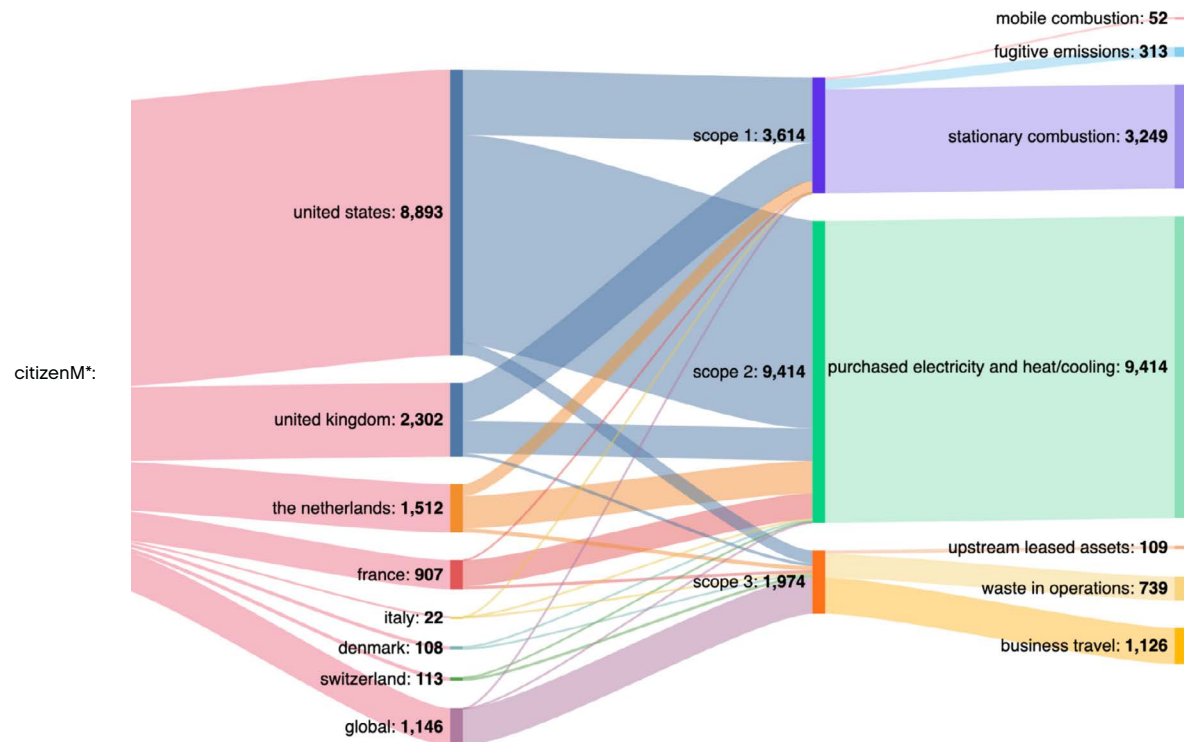 mobile combustion: 52
fugitive emissions: 313
scope 1: 3,614
stationary combustion: 3,249
united states: 8,893
citizenM*:
scope 2: 9,414
purchased electricity and heat/cooling: 9,414
united kingdom: 2,302
the netherlands: 1,512
upstream leased assets: 109
france: 907
scope 3: 1,974
waste in operations: 739
italy: 22
denmark: 108
business travel: 1,126
switzerland: 113
global: 1,146